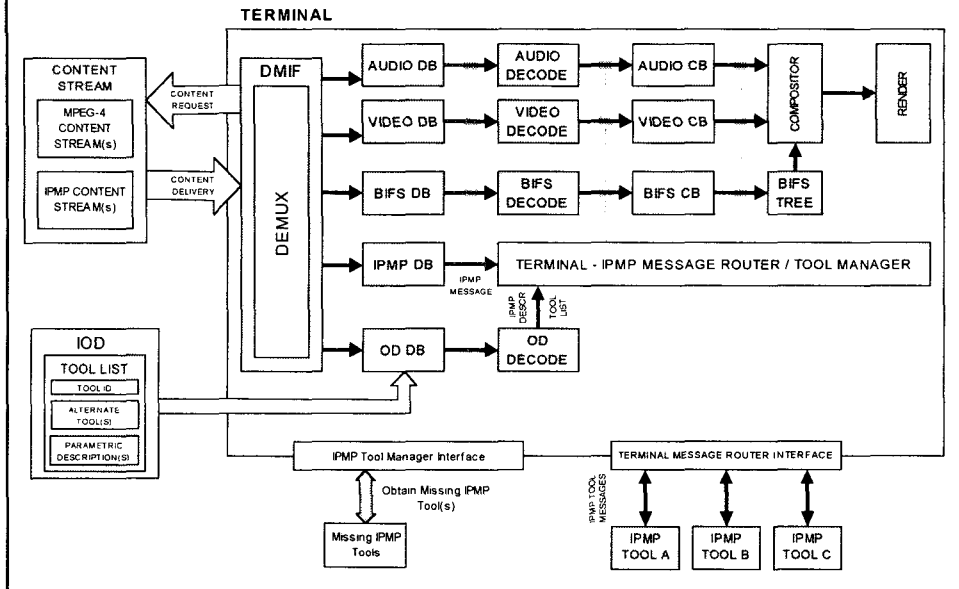 TERMINAL
CONTENT
STREAM
MPEG-4
CONTENT
STREAM(s)
IPMP CONTENT
STREAM(s)
CONTENT
REQUEST
CONTENT
DELIVERY
DMIF
DEMUX
AUDIO DB
AUDIO
DECODE
AUDIO CB
COMPOSITOR
RENDER
VIDEO DB
VIDEO
DECODE
VIDEO CB
BIFS DB
BIFS
DECODE
BIFS CB
BIFS
TREE
IPMP DB
IPMP
MESSAGE
TERMINAL - IPMP MESSAGE ROUTER / TOOL MANAGER
IPMP
DESCR
TOOL
LIST
OD DB
OD
DECODE
IOD
TOOL LIST
TOOL ID
ALTERNATE
TOOL(S)
PARAMETRIC
DESCRIPTION(S)
IPMP Tool Manager Interface
TERMINAL MESSAGE ROUTER INTERFACE
Obtain Missing IPMP
Tool(s)
Missing IPMP
Tools
IPMP TOOL
MESSAGES
IPMP
TOOL A
IPMP
TOOL B
IPMP
TOOL C